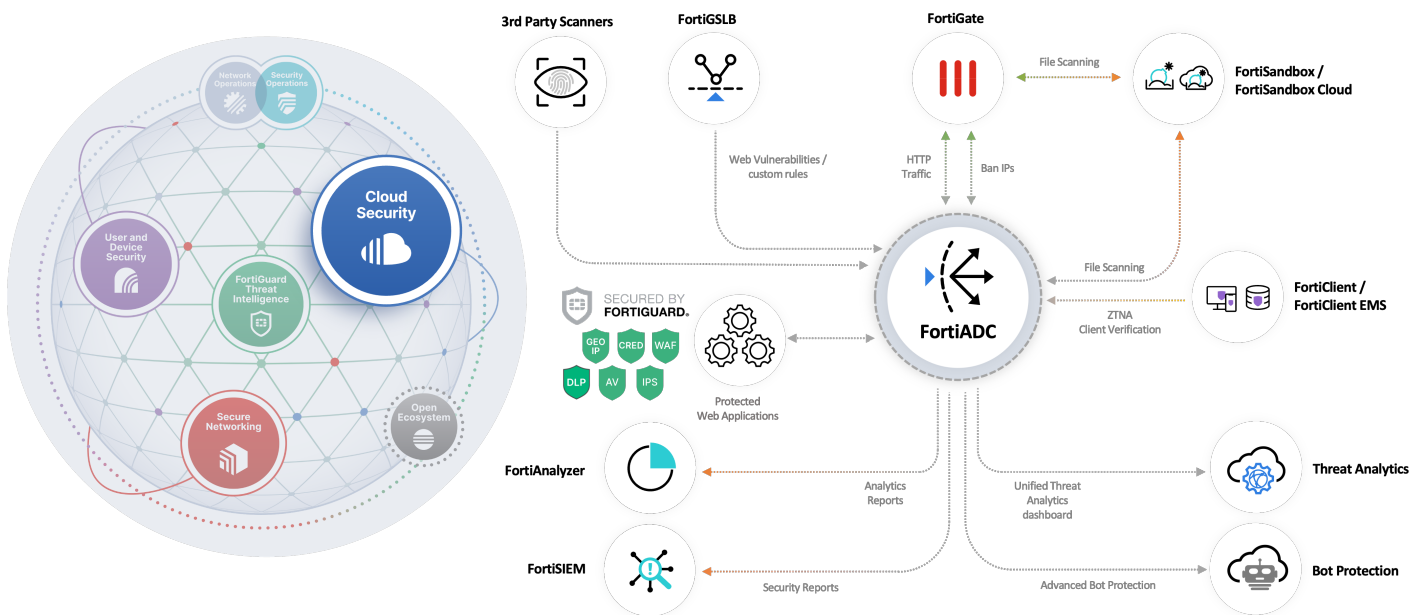 Network
Operations
Security
Operations
Cloud
Security
User and
Device
Security
FortiGuard
Threat
Intelligence
Secure
Networking
Open
Ecosystem
3rd Party Scanners
FortiGSLB
FortiGate
File Scanning
FortiSandbox /
FortiSandbox Cloud
Web Vulnerabilities /
custom rules
HTTP
Traffic
Ban IPs
FortiADC
File Scanning
ZTNA
Client Verification
FortiClient /
FortiClient EMS
SECURED BY
FORTIGUARD®
GEO
IP
CRED
WAF
DLP
AV
IPS
Protected
Web Applications
FortiAnalyzer
Analytics
Reports
Unified Threat
Analytics
dashboard
Threat Analytics
FortiSIEM
Security Reports
Advanced Bot Protection
Bot Protection